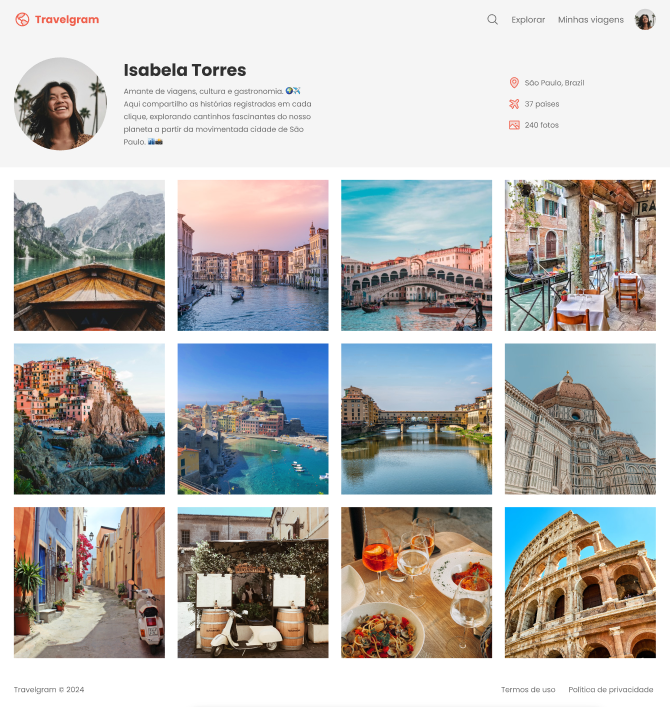 Travelgram
Explorar
Minhas viagens
Isabela Torres
Amante de viagens, cultura e gastronomia. 🌍✈️
Aqui compartilho as histórias registradas em cada
clique, explorando cantinhos fascinantes do nosso
planeta a partir da movimentada cidade de São
Paulo. 🏙️📸
São Paulo, Brazil
37 países
240 fotos
Travelgram © 2024
Termos de uso
Política de privacidade